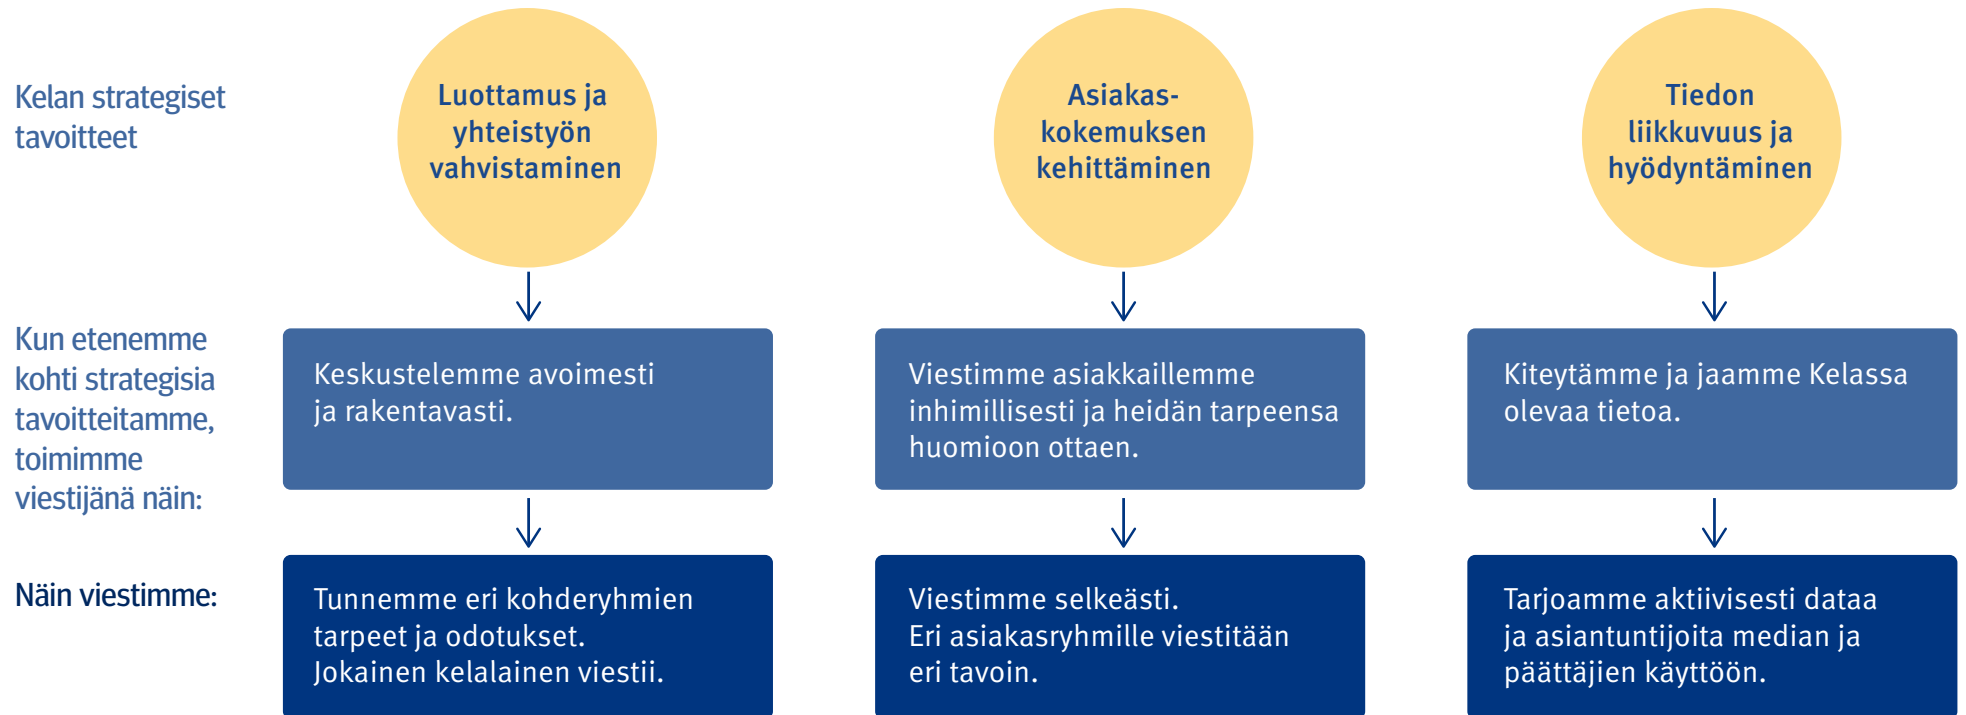 Kelan strategiset
tavoitteet
Luottamus ja
yhteistyön
vahvistaminen
Asiakas-
kokemuksen
kehittäminen
Tiedon
liikkuvuus ja
hyödyntäminen
Kun etenemme
kohti strategisia
tavoitteitamme,
toimimme
viestijänä näin:
Keskustelemme avoimesti
ja rakentavasti.
Viestimme asiakkaillemme
inhimillisesti ja heidän tarpeensa
huomioon ottaen.
Kiteytämme ja jaamme Kelassa
olevaa tietoa.
Näin viestimme:
Tunnemme eri kohderyhmien
tarpeet ja odotukset.
Jokainen kelalainen viestii.
Viestimme selkeästi.
Eri asiakasryhmille viestitään
eri tavoin.
Tarjoamme aktiivisesti dataa
ja asiantuntijoita median ja
päättäjien käyttöön.